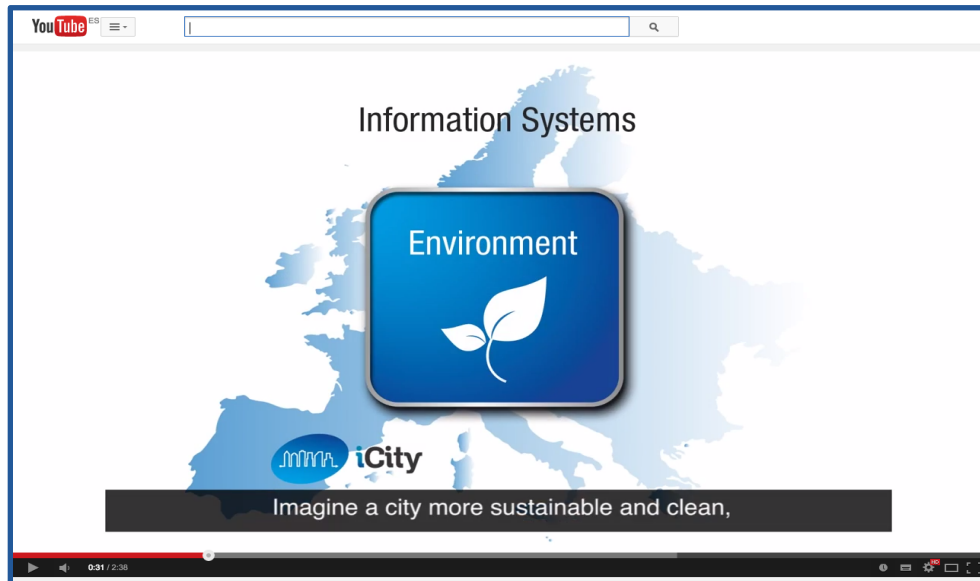 YouTube ES
Information Systems
Environment
iCity
Imagine a city more sustainable and clean,
0:31 / 2:38
HD